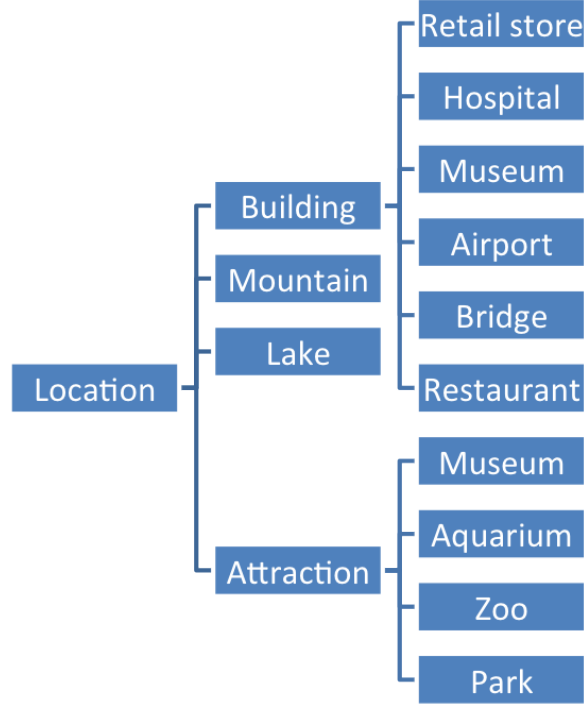 Retail store
Hospital
Museum
Building
Airport
Mountain
Bridge
Lake
Location
Restaurant
Museum
Aquarium
Attraction
Zoo
Park